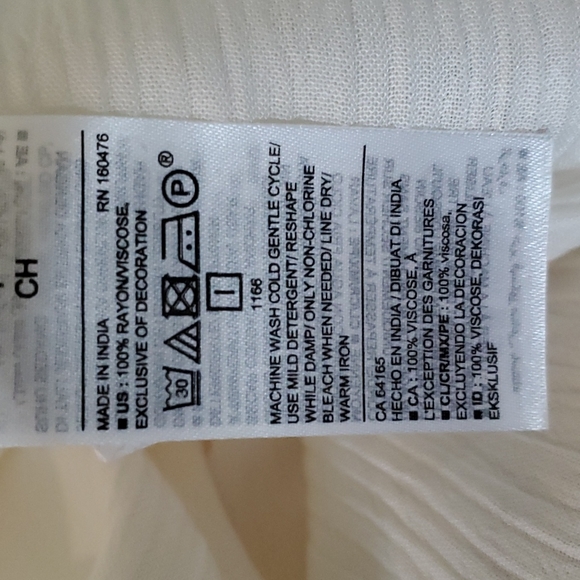 CH
RN 160476
MADE IN INDIA
■ US : 100% RAYON/VISCOSE,
EXCLUSIVE OF DECORATION
30 P ®
I
1166
MACHINE WASH COLD GENTLE CYCLE/
USE MILD DETERGENT/ RESHAPE
WHILE DAMP/ ONLY NON-CHLORINE
BLEACH WHEN NEEDED/ LINE DRY/
WARM IRON
CA 64165
HECHO EN INDIA / DIBUAT DI INDIA
■ CA : 100% VISCOSE, À
L'EXCEPTION DES GARNITURES
■ CL/CR/MX/PE : 100% viscosa,
EXCLUYENDO LA DECORACION
■ ID : 100% VISCOSE, DEKORASI
EKSKLUSIF